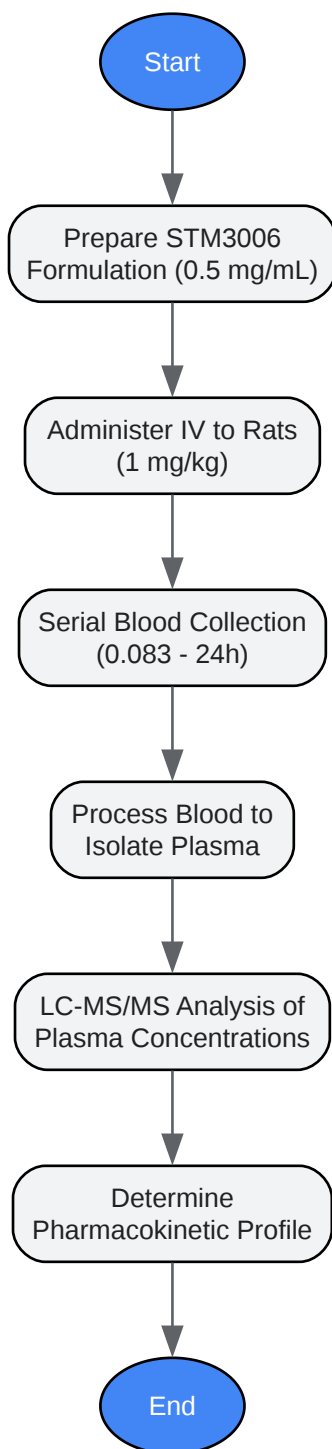 Start
Prepare STM3006
Formulation (0.5 mg/mL)
Administer IV to Rats
(1 mg/kg)
Serial Blood Collection
(0.083 - 24h)
Process Blood to
Isolate Plasma
LC-MS/MS Analysis of
Plasma Concentrations
Determine
Pharmacokinetic Profile
End